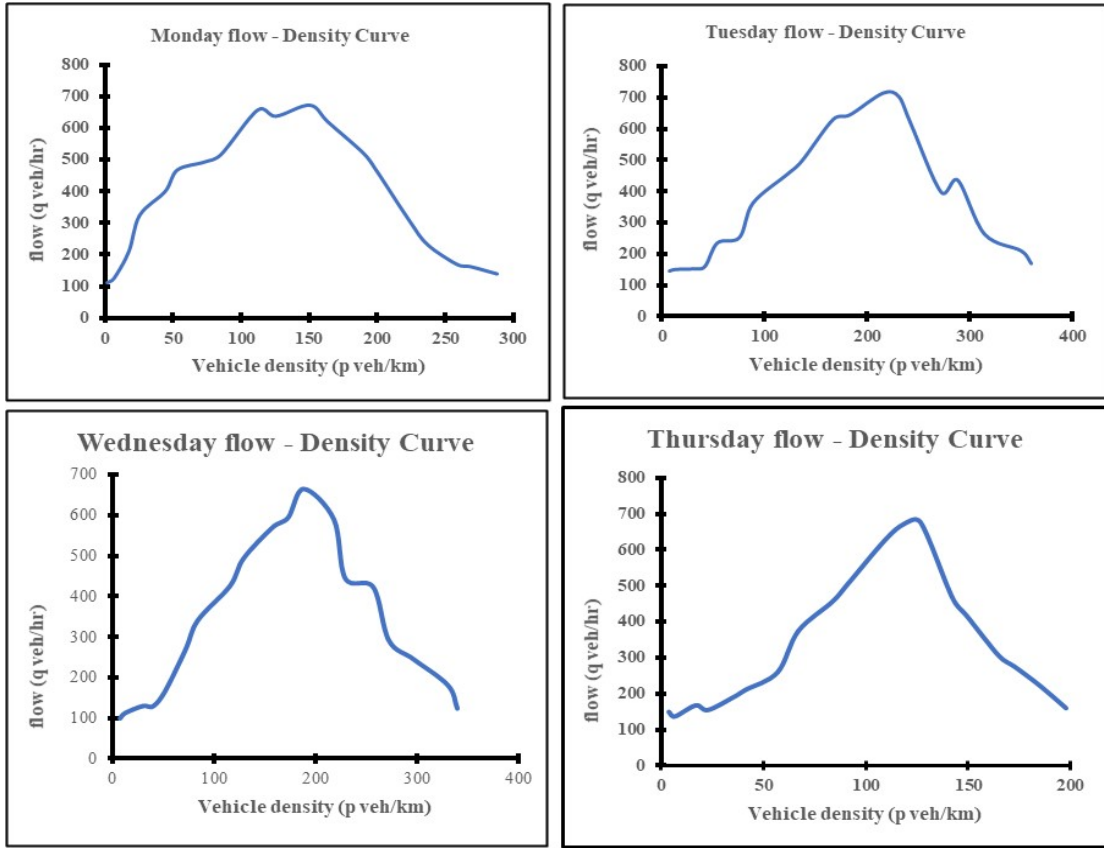 Monday flow - Density Curve
800
700
600
500
400
300
200
100
0
flow (q veh/hr)
0 50 100 150 200 250 300
Vehicle density (p veh/km)
Tuesday flow - Density Curve
800
700
600
500
400
300
200
100
0
flow (q veh/hr)
0 100 200 300 400
Vehicle density (p veh/km)
Wednesday flow - Density Curve
700
600
500
400
300
200
100
0
flow (q veh/hr)
0 100 200 300 400
Vehicle density (p veh/km)
Thursday flow - Density Curve
800
700
600
500
400
300
200
100
0
flow (q veh/hr)
0 50 100 150 200
Vehicle density (p veh/km)